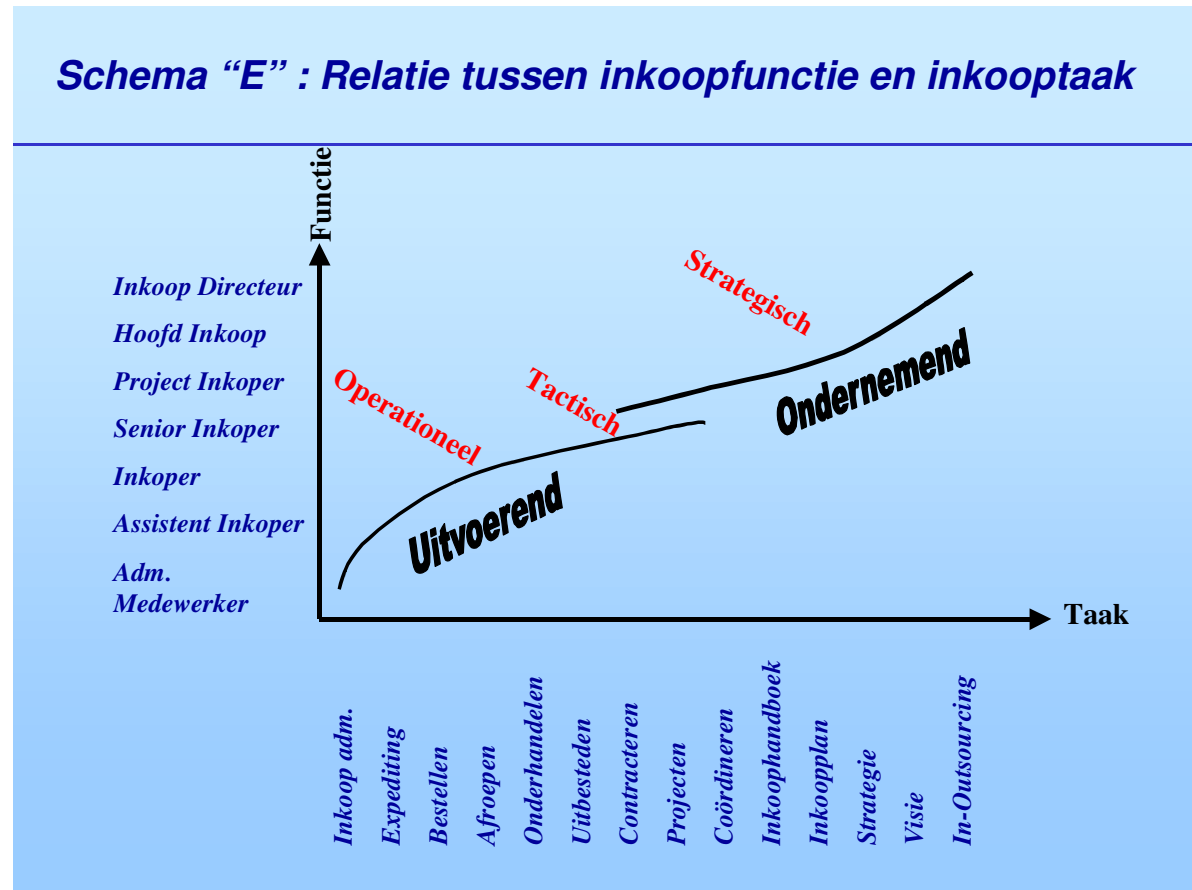 Schema “E” : Relatie tussen inkoopfunctie en inkooptaak
Functie
Inkoop Directeur
Hoofd Inkoop
Project Inkoper
Senior Inkoper
Inkoper
Assistent Inkoper
Adm.
Medewerker
Operationeel
Tactisch
Strategisch
Uitvoerend
Ondernemend
Taak
Inkoop adm.
Expediting
Bestellen
Afroepen
Onderhandelen
Uitbesteden
Contracteren
Projecten
Coördineren
Inkoophandboek
Inkoopplan
Strategie
Visie
In-Outsourcing